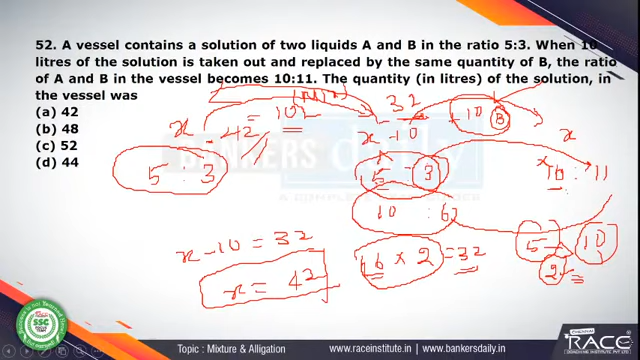 52. A vessel contains a solution of two liquids A and B in the ratio 5:3. When 10
litres of the solution is taken out and replaced by the same quantity of B, the ratio
of A and B in the vessel becomes 10:11. The quantity (in litres) of the solution, in
the vessel was
(a) 42
(b) 48
(c) 52
(d) 44
32
x
42
= 10L
x - 10
+ 10 B
x
5 : 3
5 : 3
10 : 11
10 : 6
x - 10 = 32
16 × 2 = 32
5 → 10
2
x = 42
SSC
Topic : Mixture & Alligation
www.raceinstitute.in | www.bankersdaily.in
CHENNAI
RACE